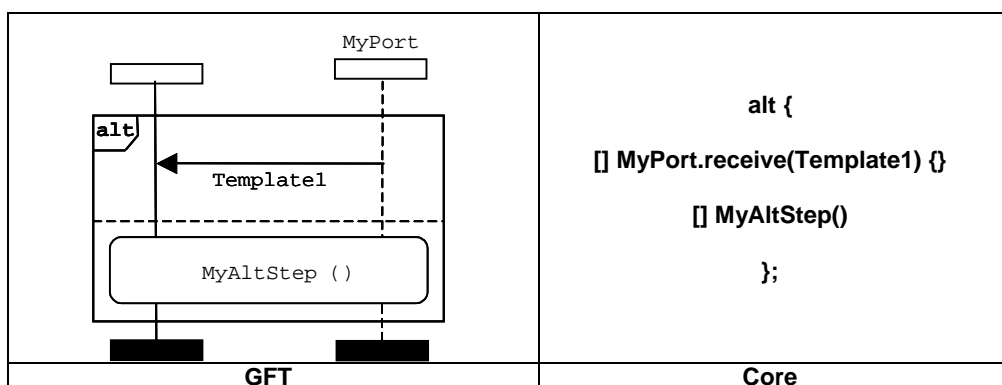 MyPort
alt
Template1
MyAltStep ()
alt {
[] MyPort.receive(Template1) {}
[] MyAltStep()
};
GFT
Core